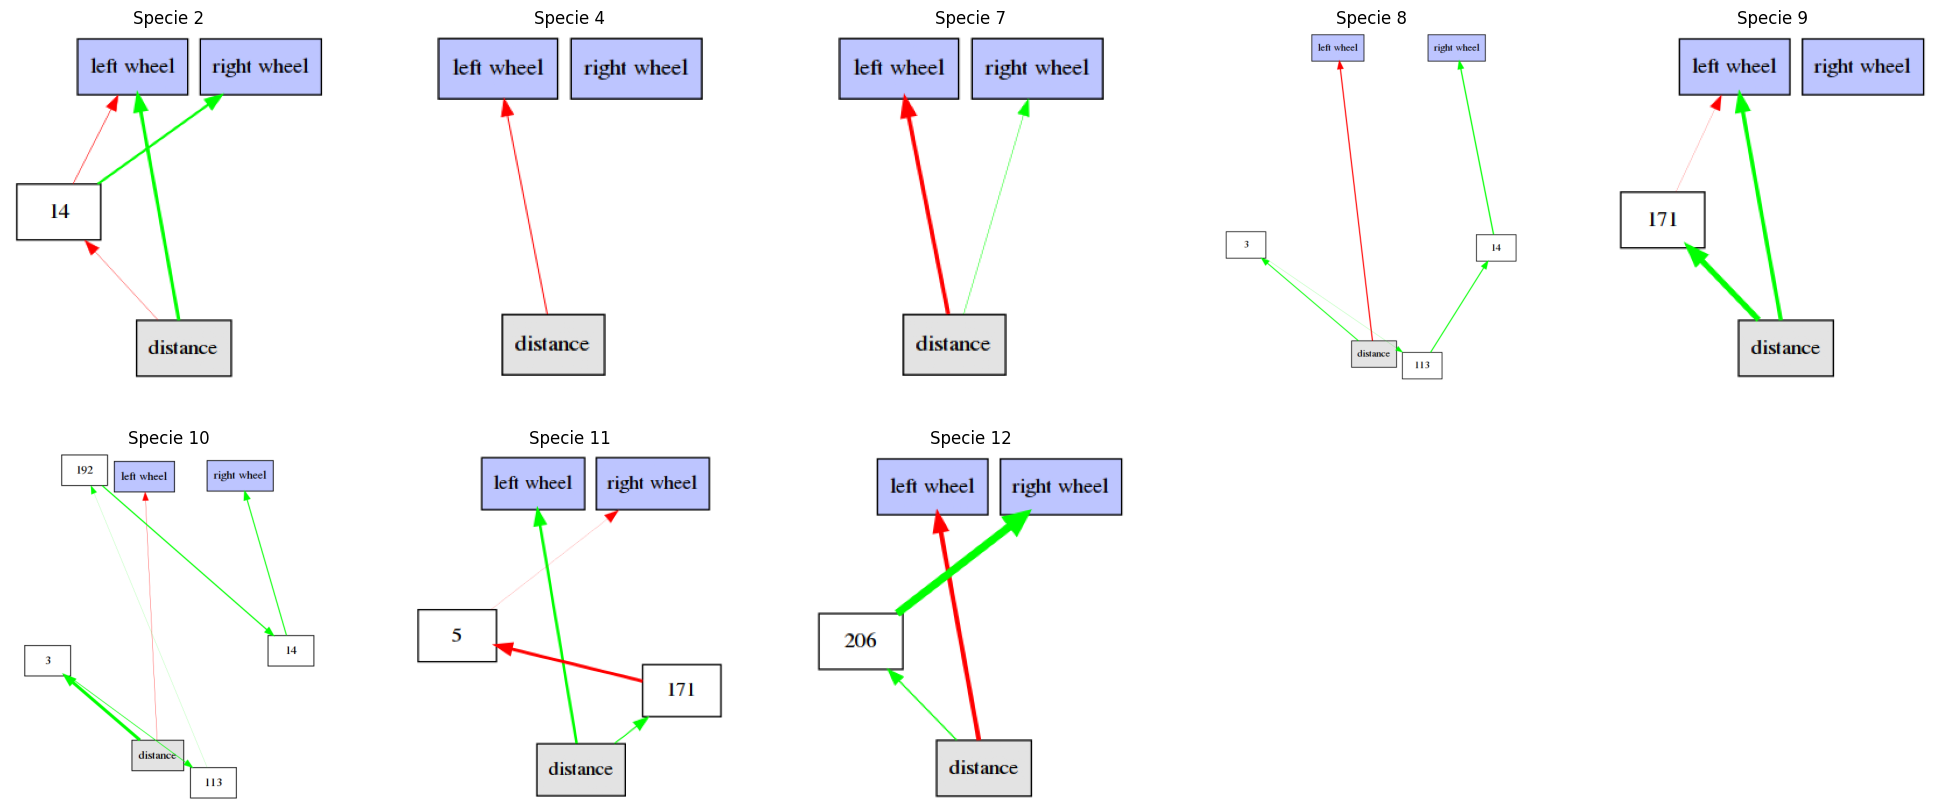 Specie 2
left wheel
right wheel
14
distance
Specie 4
left wheel
right wheel
distance
Specie 7
left wheel
right wheel
distance
Specie 8
left wheel
right wheel
3
14
distance
113
Specie 9
left wheel
right wheel
171
distance
Specie 10
192
left wheel
right wheel
14
3
distance
113
Specie 11
left wheel
right wheel
5
171
distance
Specie 12
left wheel
right wheel
206
distance